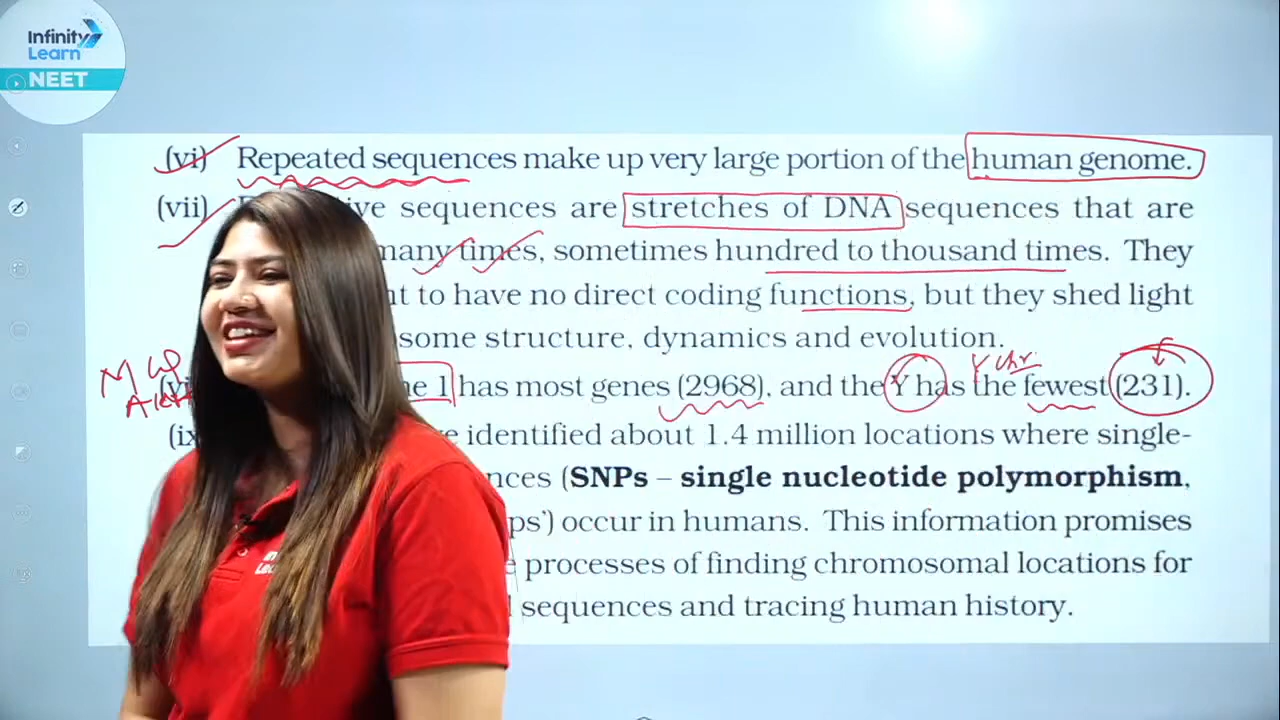 Infinity
Learn
NEET
(vi) Repeated sequences make up very large portion of the human genome.
(vii) sequences are stretches of DNA sequences that are
many times, sometimes hundred to thousand times. They
to have no direct coding functions, but they shed light
structure, dynamics and evolution.
Y Chr
1 has most genes (2968), and the Y has the fewest (231).
identified about 1.4 million locations where single-
(SNPs – single nucleotide polymorphism,
occur in humans. This information promises
processes of finding chromosomal locations for
sequences and tracing human history.